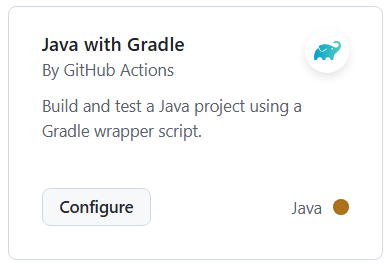 Java with Gradle
By GitHub Actions
Build and test a Java project using a
Gradle wrapper script.
Configure
Java